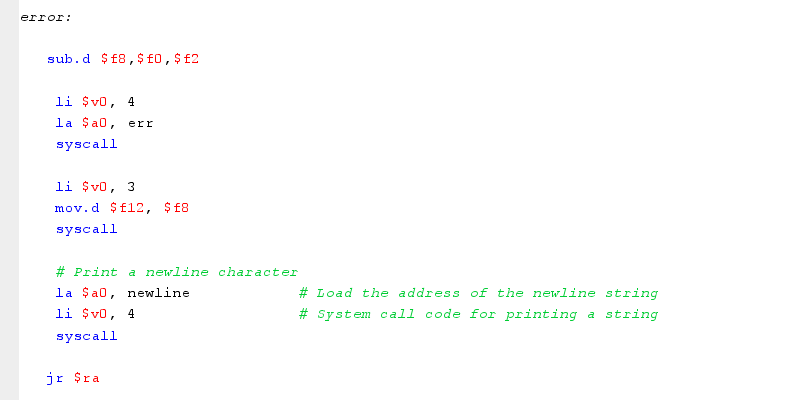 error:
sub.d $f8,$f0,$f2
li $v0, 4
la $a0, err
syscall
li $v0, 3
mov.d $f12, $f8
syscall
# Print a newline character
la $a0, newline # Load the address of the newline string
li $v0, 4 # System call code for printing a string
syscall
jr $ra